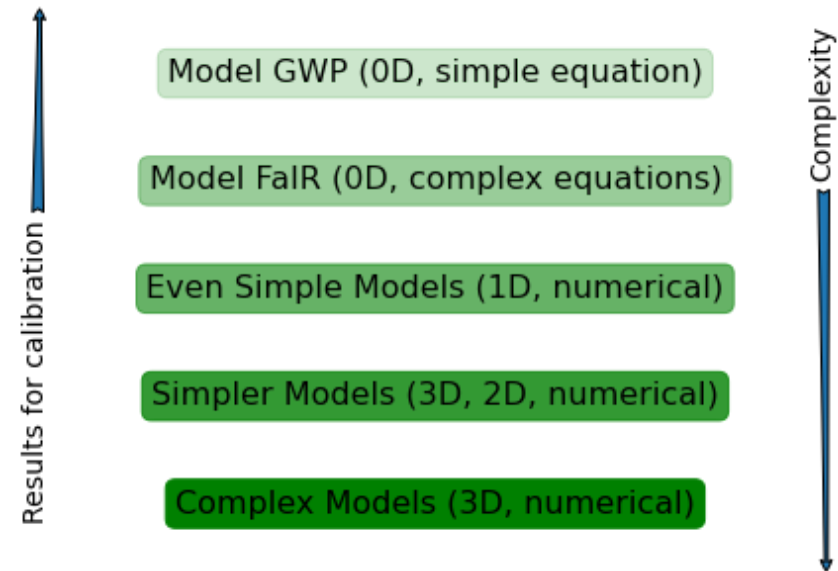 Model GWP (0D, simple equation)
Model FaIR (0D, complex equations)
Even Simple Models (1D, numerical)
Simpler Models (3D, 2D, numerical)
Complex Models (3D, numerical)
Results for calibration
Complexity